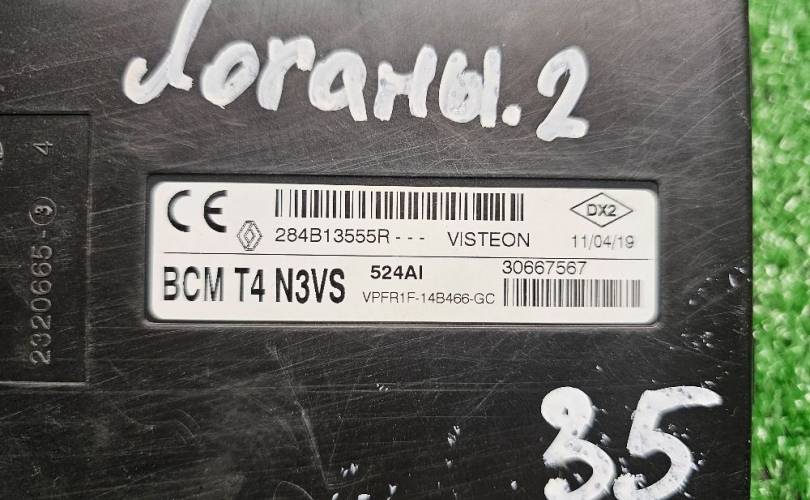 Логаны.2
284B13555R--- VISTEON
DX2
11/04/19
BCM T4 N3VS
524AI
VPFR1F-14B466-GC
30667567
2320665-3 4
35